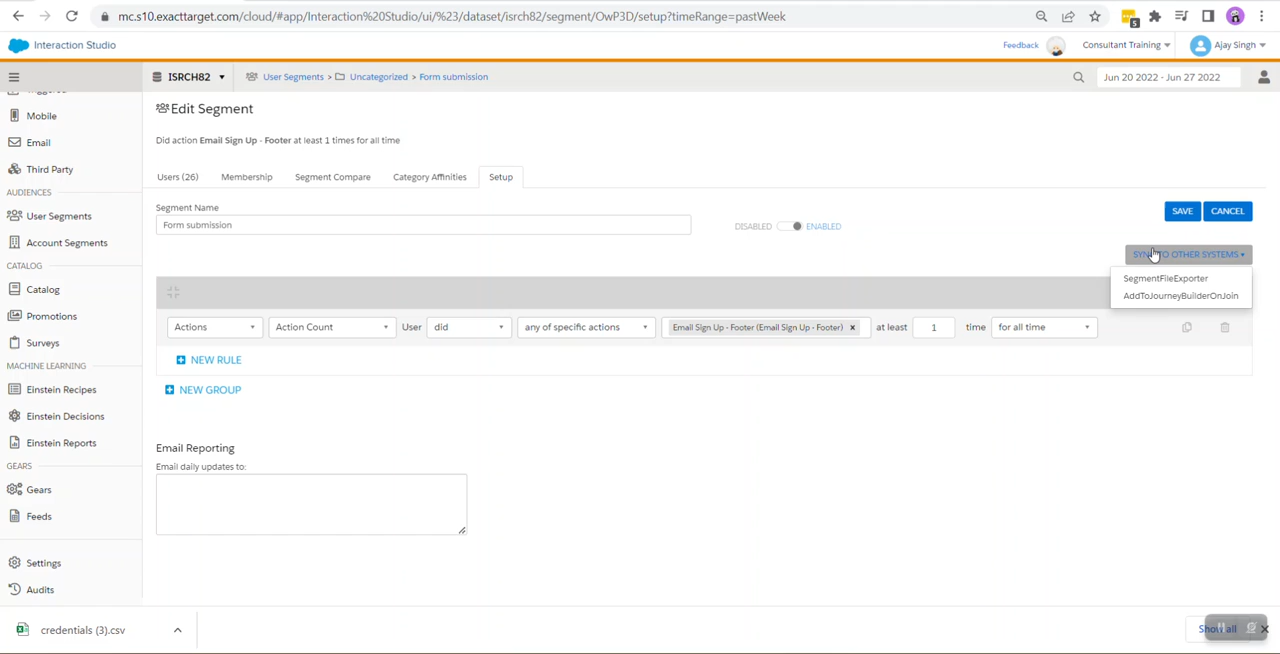 mc.s10.exacttarget.com/cloud/#app/Interaction%20Studio/ui/%23/dataset/isrch82/segment/OwP3D/setup?timeRange=pastWeek
5
Interaction Studio
Feedback
Consultant Training
Ajay Singh
ISRCH82
User Segments > Uncategorized > Form submission
Jun 20 2022 - Jun 27 2022
Edit Segment
Did action Email Sign Up - Footer at least 1 times for all time
Users (26) Membership Segment Compare Category Affinities Setup
Segment Name
Form submission
DISABLED ENABLED
SAVE CANCEL
SYNC TO OTHER SYSTEMS
SegmentFileExporter
AddToJourneyBuilderOnJoin
Actions Action Count User did any of specific actions Email Sign Up - Footer (Email Sign Up - Footer) x at least 1 time for all time
NEW RULE
NEW GROUP
Email Reporting
Email daily updates to:
Mobile
Email
Third Party
AUDIENCES
User Segments
Account Segments
CATALOG
Catalog
Promotions
Surveys
MACHINE LEARNING
Einstein Recipes
Einstein Decisions
Einstein Reports
GEARS
Gears
Feeds
Settings
Audits
credentials (3).csv
Show all